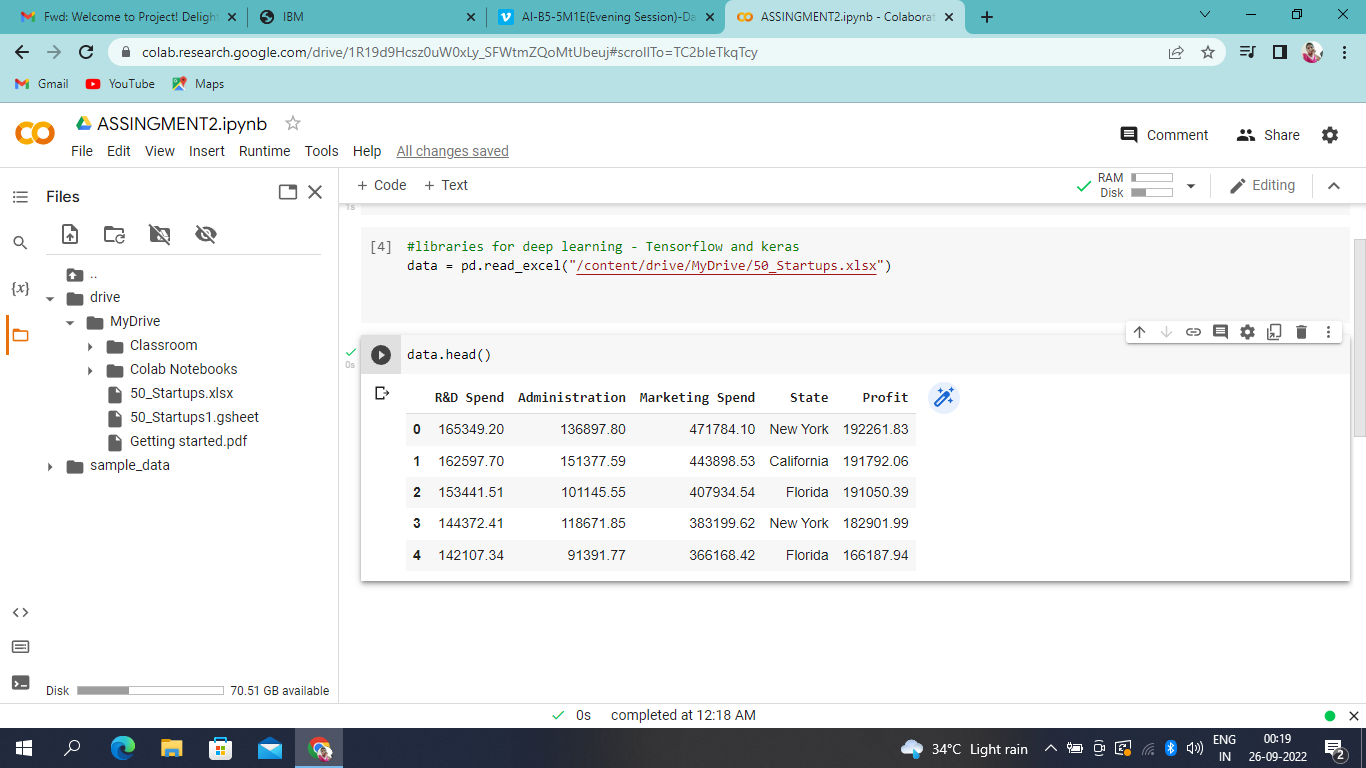 Fwd: Welcome to Project! Delight
IBM
AI-B5-5M1E(Evening Session)-Da
ASSINGMENT2.ipynb - Colaborat
colab.research.google.com/drive/1R19d9Hcsz0uW0xLy_SFWtmZQoMtUbeuj#scrollTo=TC2bleTkqTcy
Gmail
YouTube
Maps
ASSINGMENT2.ipynb
Comment
Share
File Edit View Insert Runtime Tools Help All changes saved
Files
+ Code + Text
RAM
Disk
Editing
1s
[4] #libraries for deep learning - Tensorflow and keras
data = pd.read_excel("/content/drive/MyDrive/50_Startups.xlsx")
..
drive
MyDrive
Classroom
Colab Notebooks
50_Startups.xlsx
50_Startups1.gsheet
Getting started.pdf
sample_data
{x}
0s
data.head()
R&D Spend Administration Marketing Spend State Profit
0 165349.20 136897.80 471784.10 New York 192261.83
1 162597.70 151377.59 443898.53 California 191792.06
2 153441.51 101145.55 407934.54 Florida 191050.39
3 144372.41 118671.85 383199.62 New York 182901.99
4 142107.34 91391.77 366168.42 Florida 166187.94
Disk 70.51 GB available
0s completed at 12:18 AM
34°C Light rain
ENG
IN
00:19
26-09-2022
2